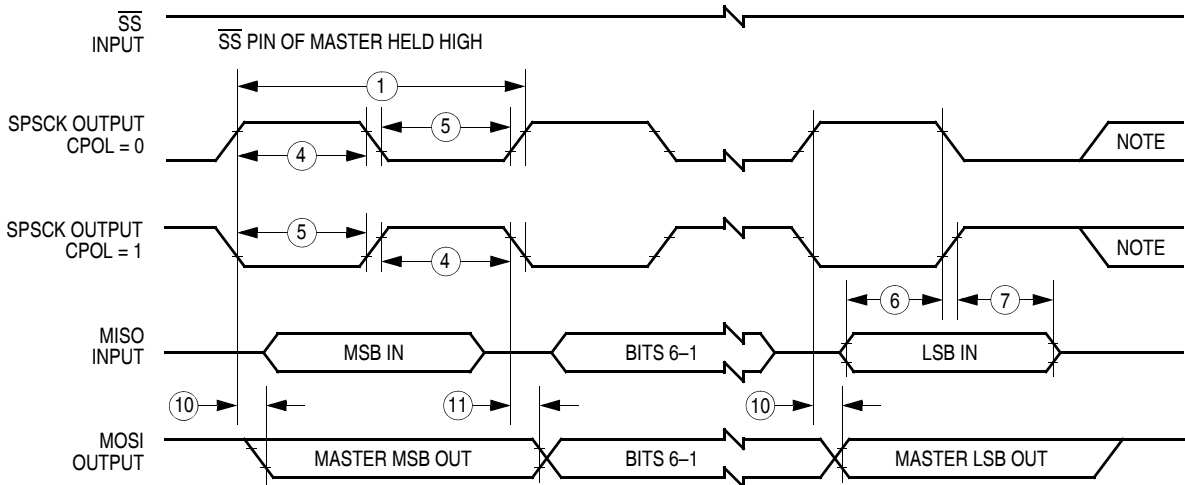 SS
INPUT
SS PIN OF MASTER HELD HIGH
1
SPSCK OUTPUT
CPOL = 0
5
4
NOTE
SPSCK OUTPUT
CPOL = 1
5
4
NOTE
6
7
MISO
INPUT
MSB IN
BITS 6–1
LSB IN
10
11
10
MOSI
OUTPUT
MASTER MSB OUT
BITS 6–1
MASTER LSB OUT